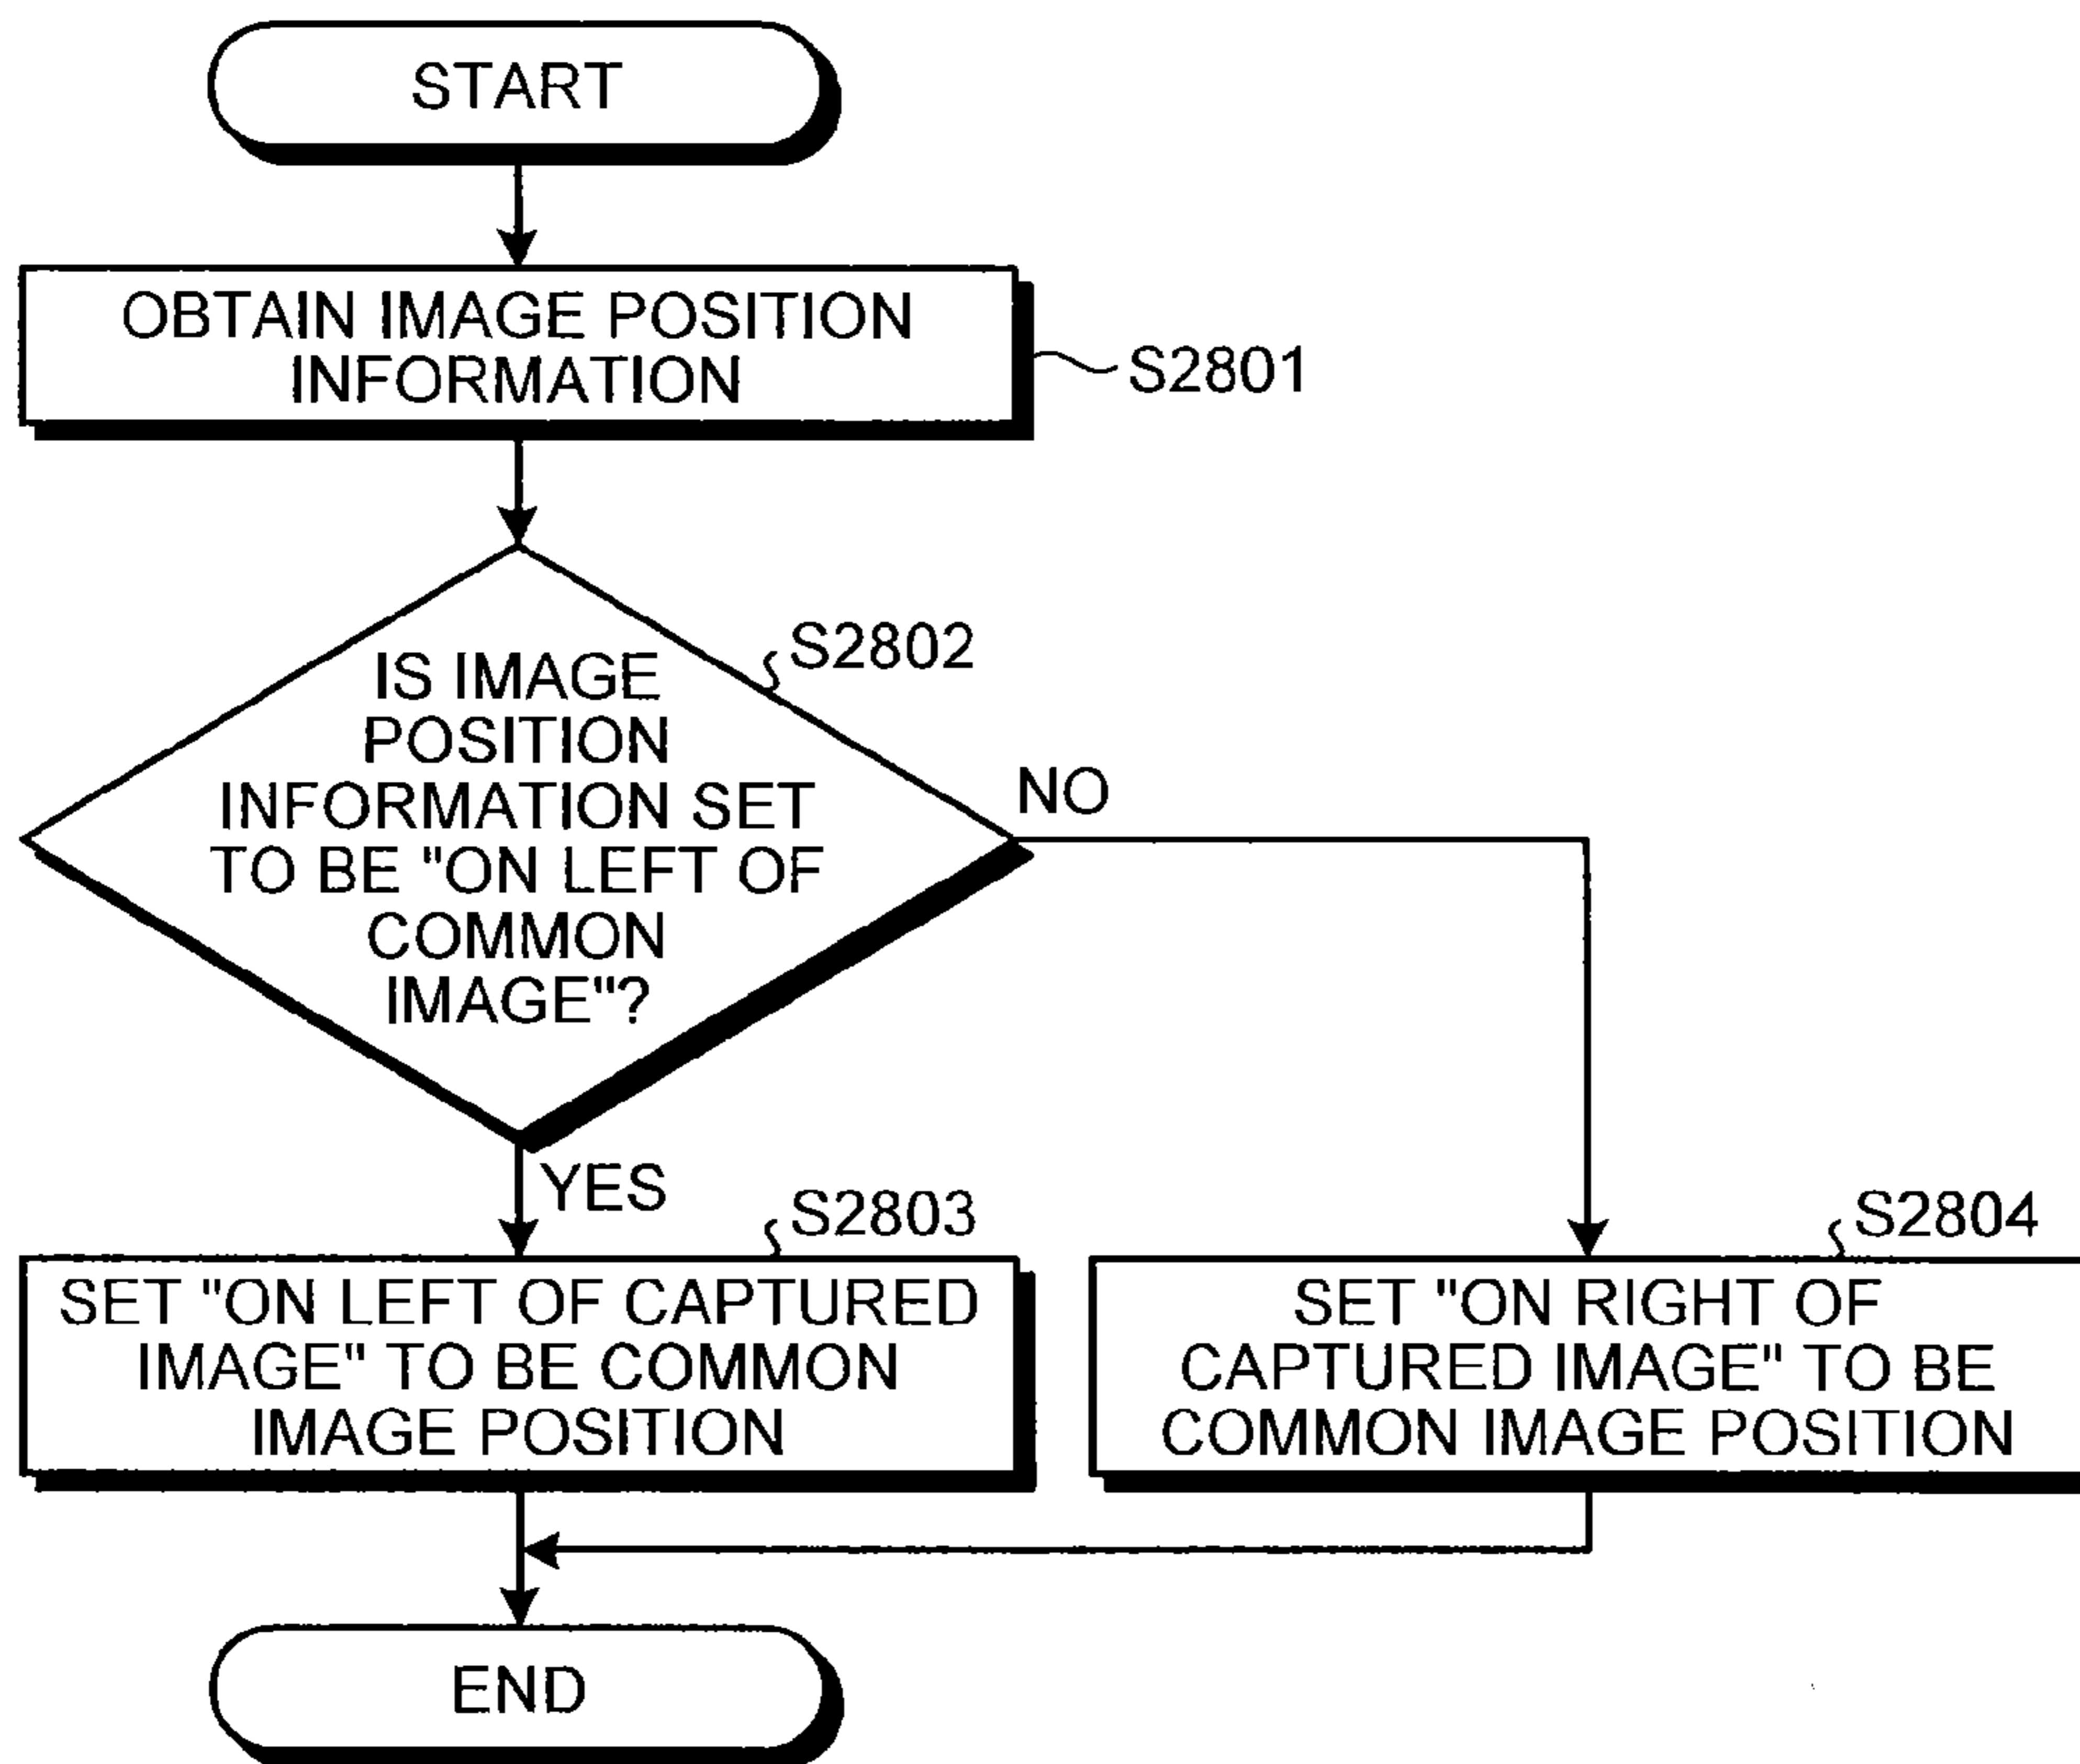 START
OBTAIN IMAGE POSITION
INFORMATION
S2801
S2802
IS IMAGE
POSITION
INFORMATION SET
TO BE "ON LEFT OF
COMMON
IMAGE"?
NO
YES
S2803
SET "ON LEFT OF CAPTURED
IMAGE" TO BE COMMON
IMAGE POSITION
S2804
SET "ON RIGHT OF
CAPTURED IMAGE" TO BE
COMMON IMAGE POSITION
END